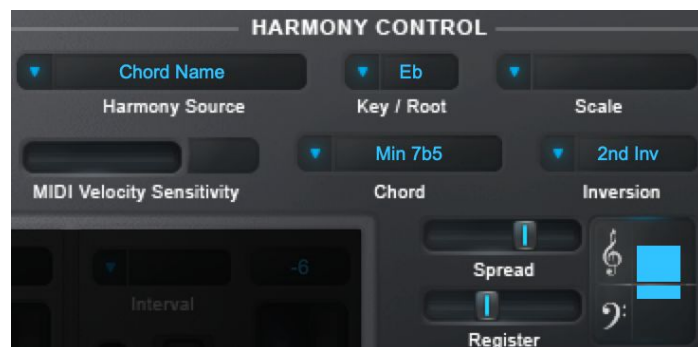 HARMONY CONTROL
Chord Name
Eb
Harmony Source
Key / Root
Scale
Min 7b5
2nd Inv
MIDI Velocity Sensitivity
Chord
Inversion
-6
Spread
Interval
Register